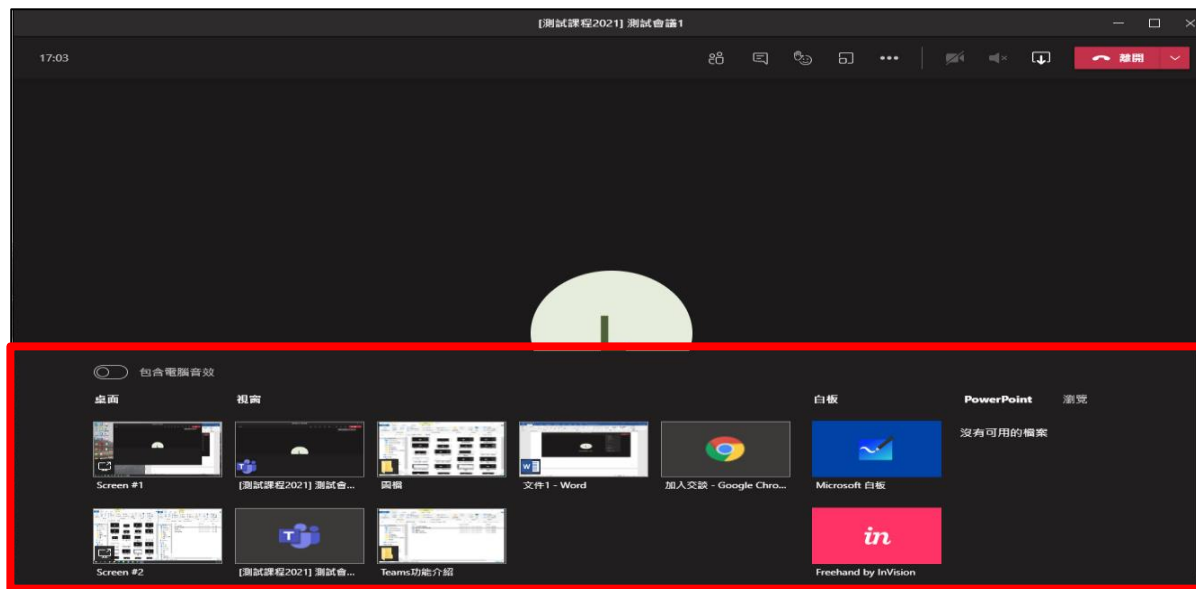 [測試課程2021] 測試會議1
17:03
離開
包含電腦音效
桌面 視窗 白板 PowerPoint 瀏覽
沒有可用的檔案
Screen #1 [測試課程2021] 測試會... 圖檔 文件1 - Word 加入交談 - Google Chro... Microsoft 白板
in
Screen #2 [測試課程2021] 測試會... Teams功能介紹 Freehand by InVision